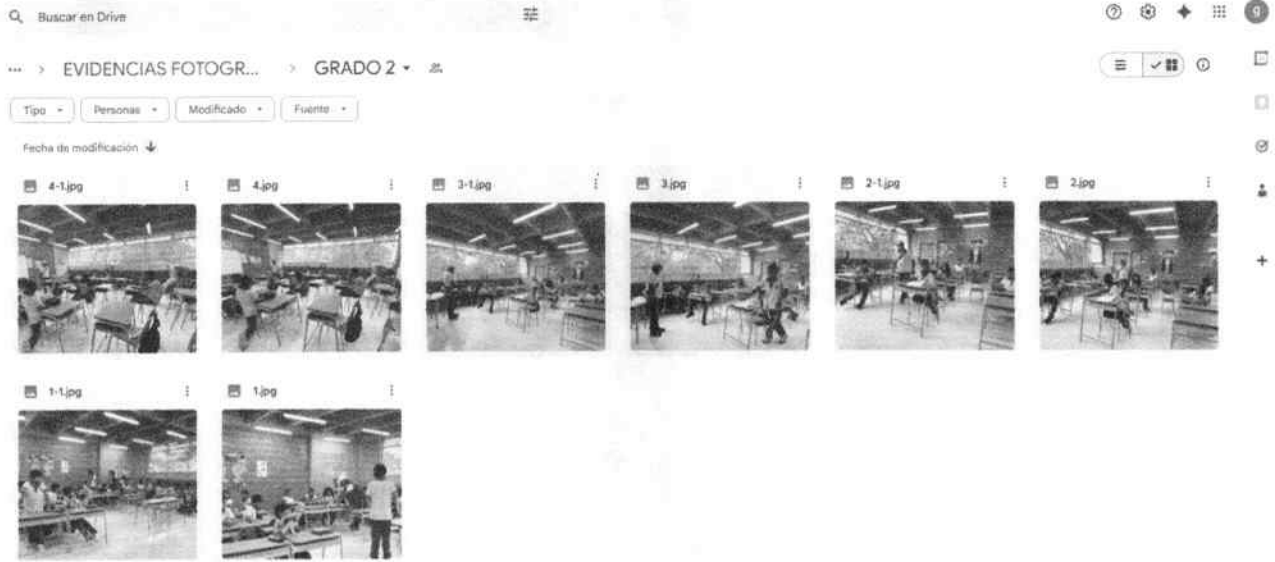 Buscar en Drive
g
... > EVIDENCIAS FOTOGR... > GRADO 2
Tipo Personas Modificado Fuente
Fecha de modificación
4-1.jpg 4.jpg 3-1.jpg 3.jpg 2-1.jpg 2.jpg
1-1.jpg 1.jpg